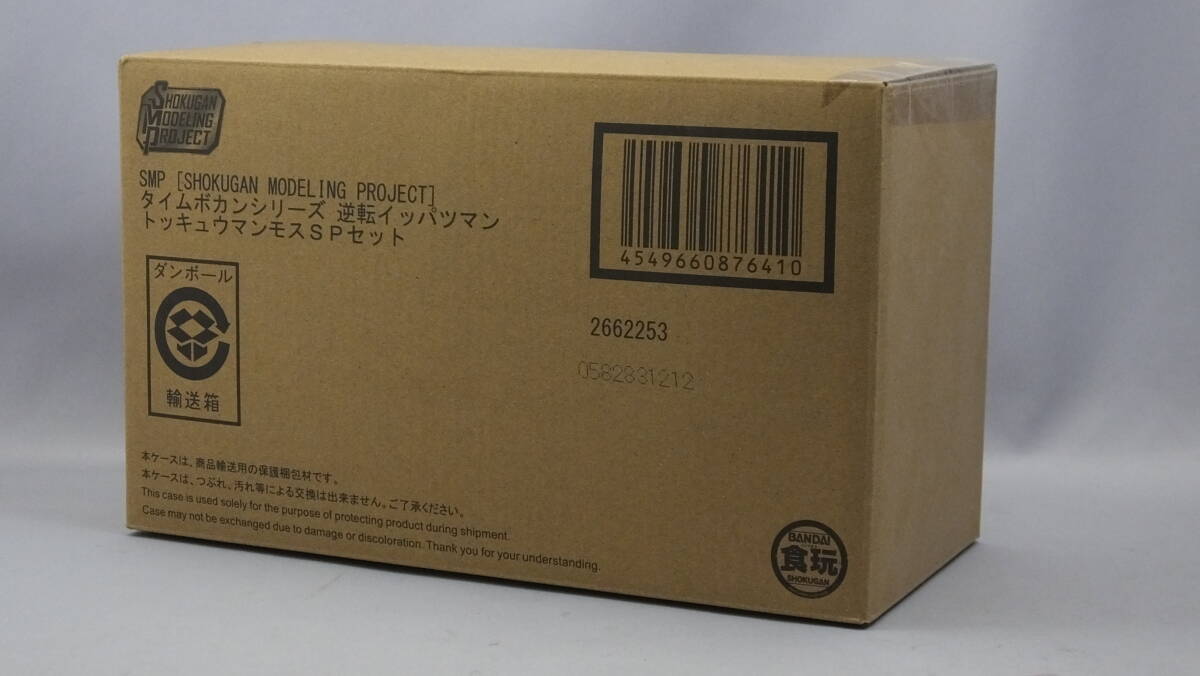 SHOKUGAN
MODELING
PROJECT
SMP [SHOKUGAN MODELING PROJECT]
タイムボカンシリーズ 逆転イッパツマン
トッキュウマンモスSPセット
4549660876410
ダンボール
輸送箱
2662253
0582831212
本ケースは、商品輸送用の保護梱包材です。
本ケースは、つぶれ、汚れ等による交換は出来ません。ご了承ください。
This case is used solely for the purpose of protecting product during shipment.
Case may not be exchanged due to damage or discoloration. Thank you for your understanding.
BANDAI
食玩
SHOKUGAN